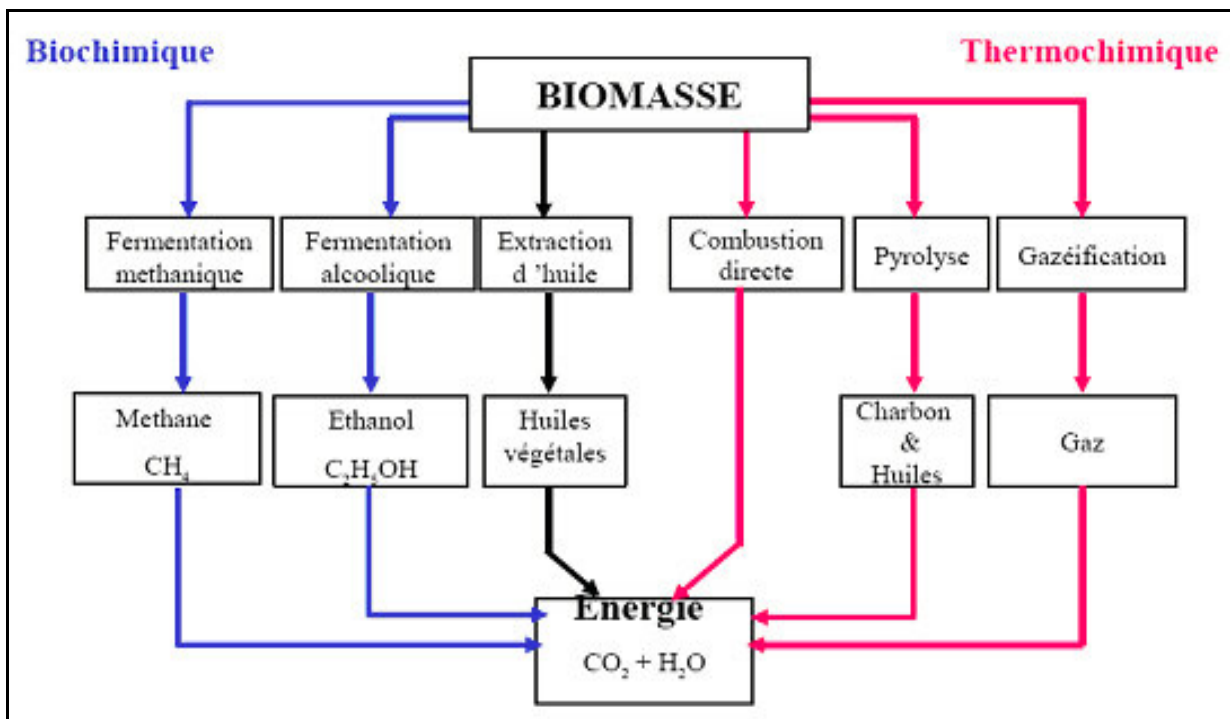 Biochimique
Thermochimique
BIOMASSE
Fermentation
methanique
Fermentation
alcoolique
Extraction
d 'huile
Combustion
directe
Pyrolyse
Gazéification
Methane
CH₄
Ethanol
C₂H₅OH
Huiles
végétales
Charbon
&
Huiles
Gaz
Energie
CO₂ + H₂O